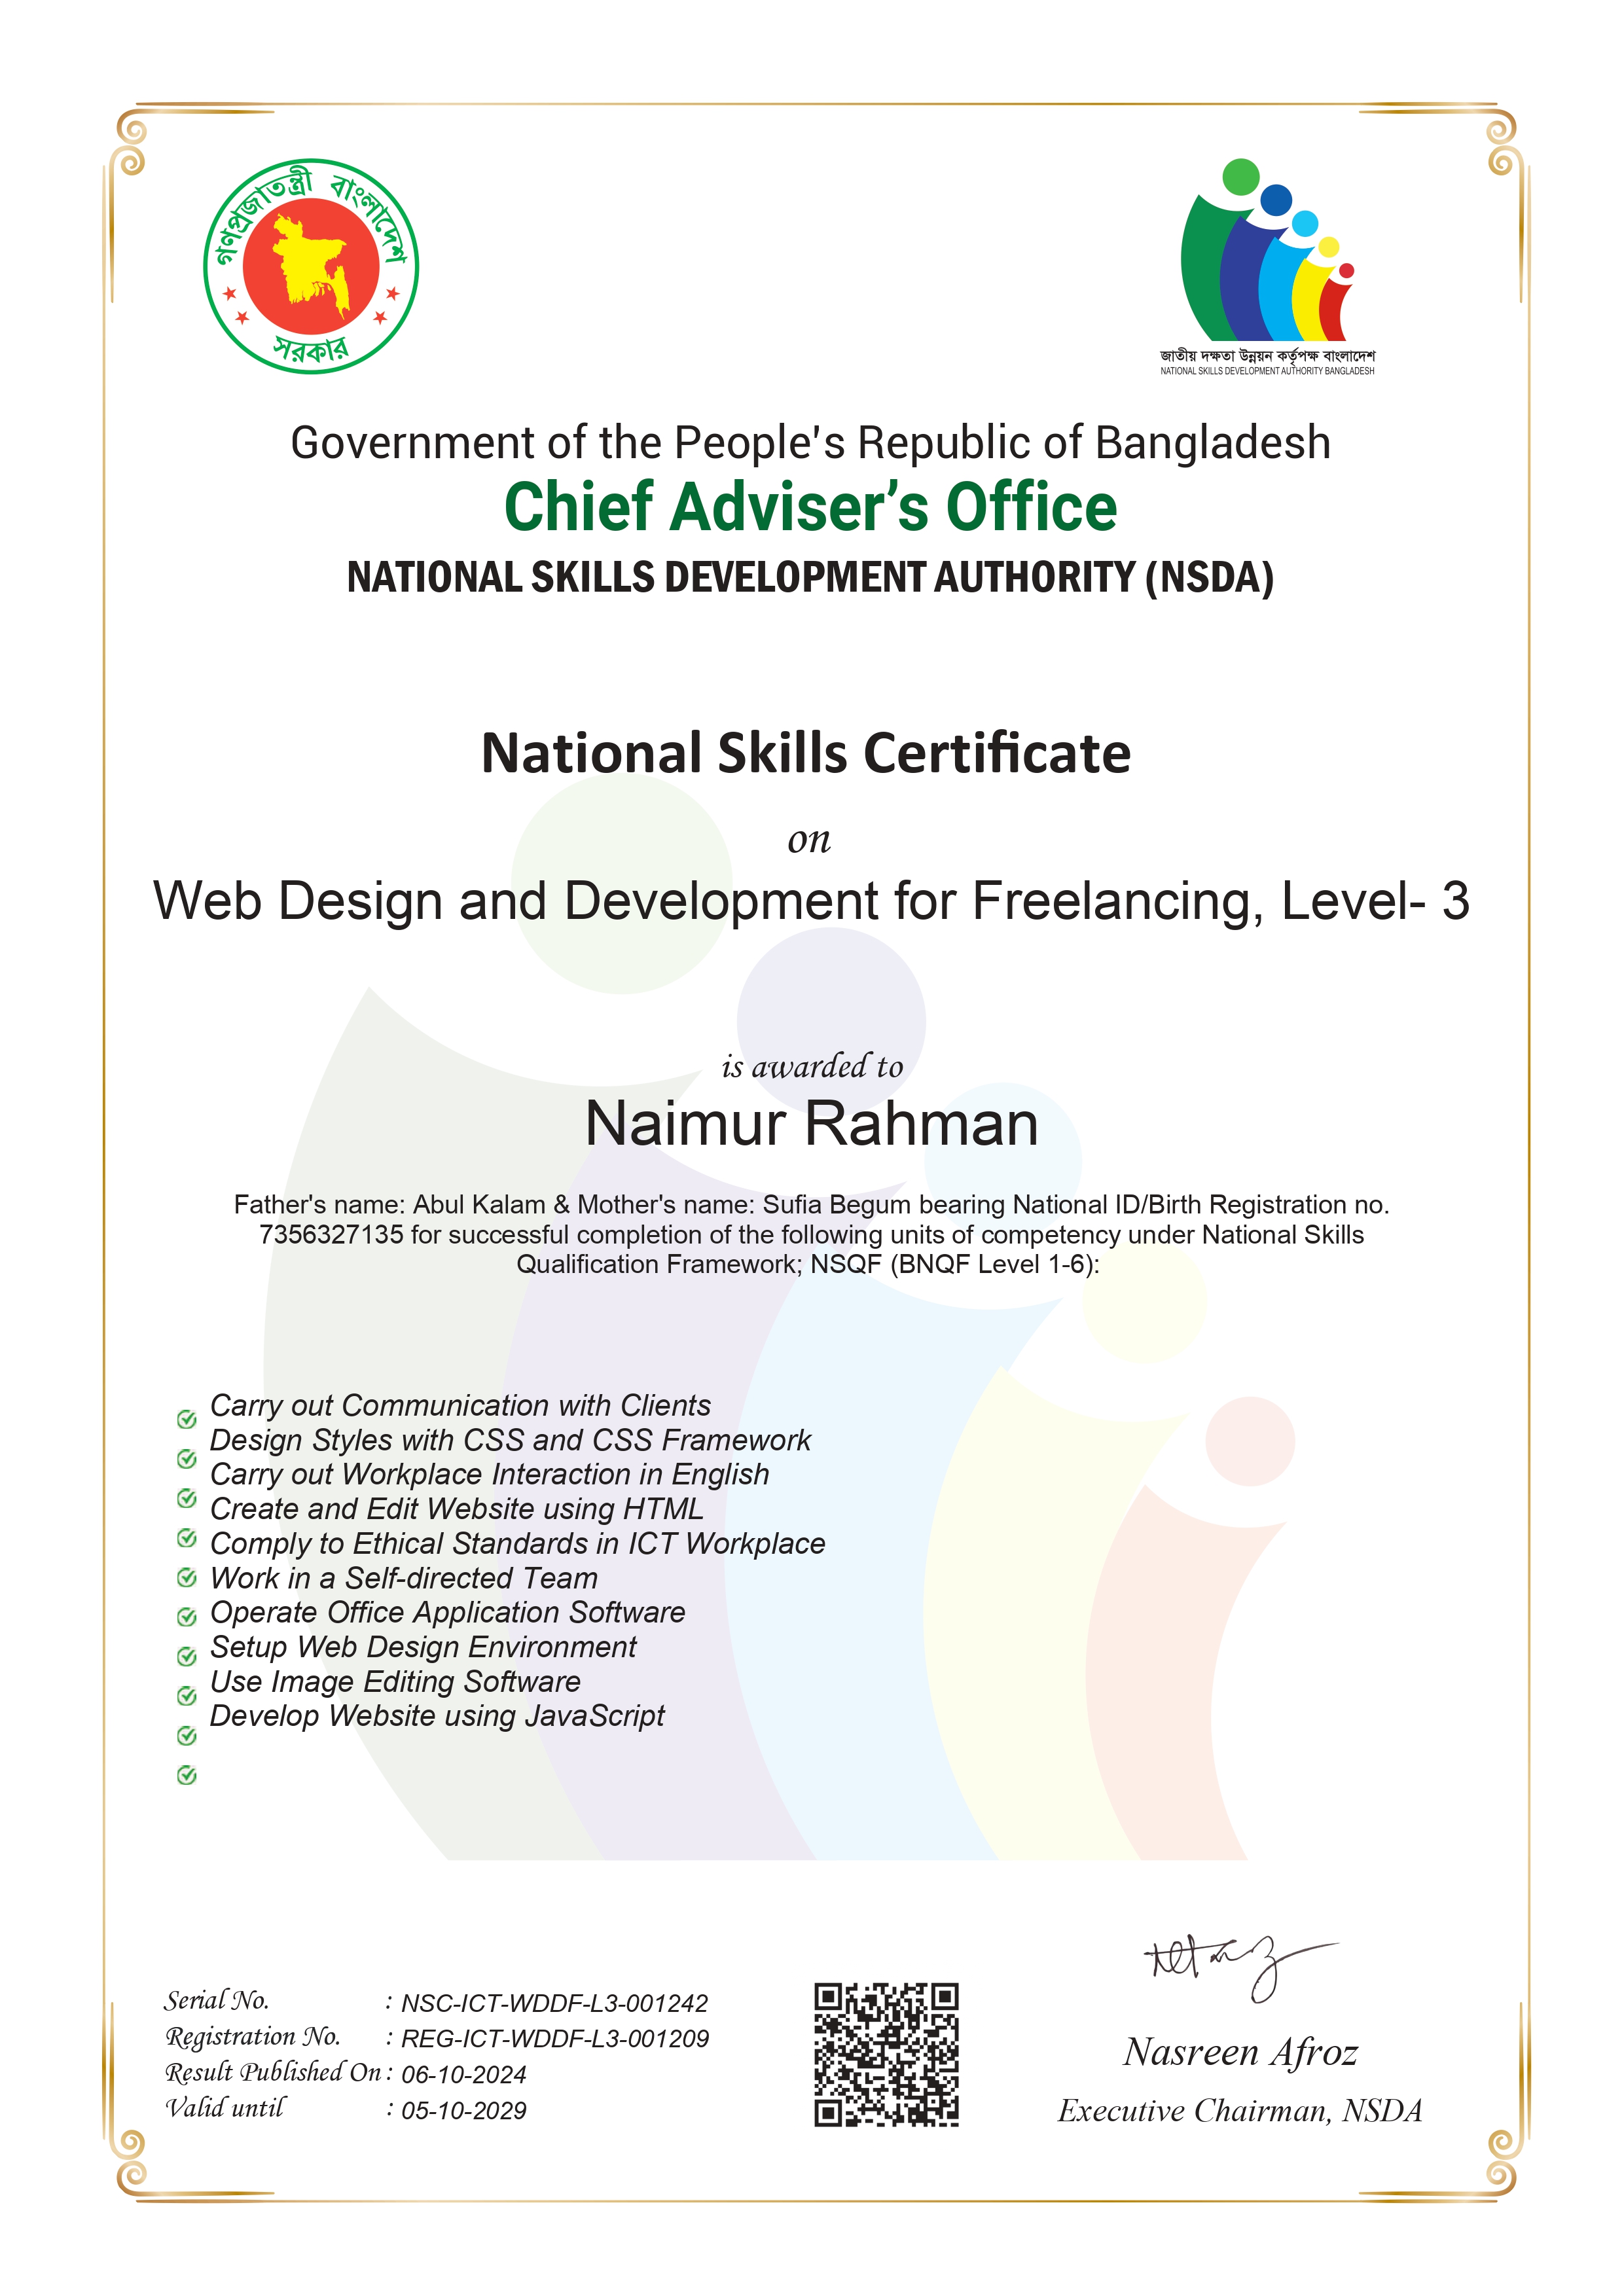 গণপ্রজাতন্ত্রী বাংলাদেশ
সরকার
জাতীয় দক্ষতা উন্নয়ন কর্তৃপক্ষ বাংলাদেশ
NATIONAL SKILLS DEVELOPMENT AUTHORITY BANGLADESH
Government of the People's Republic of Bangladesh
Chief Adviser’s Office
NATIONAL SKILLS DEVELOPMENT AUTHORITY (NSDA)
National Skills Certificate
on
Web Design and Development for Freelancing, Level- 3
is awarded to
Naimur Rahman
Father's name: Abul Kalam & Mother's name: Sufia Begum bearing National ID/Birth Registration no.
7356327135 for successful completion of the following units of competency under National Skills
Qualification Framework; NSQF (BNQF Level 1-6):
Carry out Communication with Clients
Design Styles with CSS and CSS Framework
Carry out Workplace Interaction in English
Create and Edit Website using HTML
Comply to Ethical Standards in ICT Workplace
Work in a Self-directed Team
Operate Office Application Software
Setup Web Design Environment
Use Image Editing Software
Develop Website using JavaScript
Serial No. : NSC-ICT-WDDF-L3-001242
Registration No. : REG-ICT-WDDF-L3-001209
Result Published On : 06-10-2024
Valid until : 05-10-2029
Nasreen Afroz
Executive Chairman, NSDA